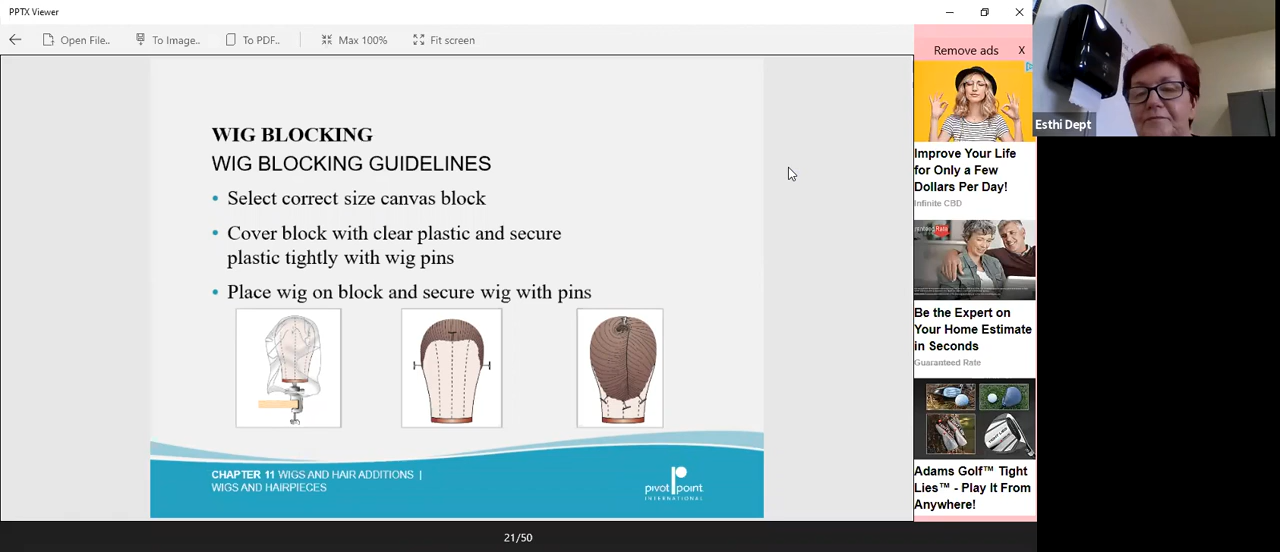 PPTX Viewer
Open File..
To Image..
To PDF..
Max 100%
Fit screen
Remove ads X
WIG BLOCKING
WIG BLOCKING GUIDELINES
• Select correct size canvas block
• Cover block with clear plastic and secure
plastic tightly with wig pins
• Place wig on block and secure wig with pins
CHAPTER 11 WIGS AND HAIR ADDITIONS |
WIGS AND HAIRPIECES
pivot point
INTERNATIONAL
21/50
Improve Your Life
for Only a Few
Dollars Per Day!
Infinite CBD
Be the Expert on
Your Home Estimate
in Seconds
Guaranteed Rate
Adams Golf™ Tight
Lies™ - Play It From
Anywhere!
Esthi Dept